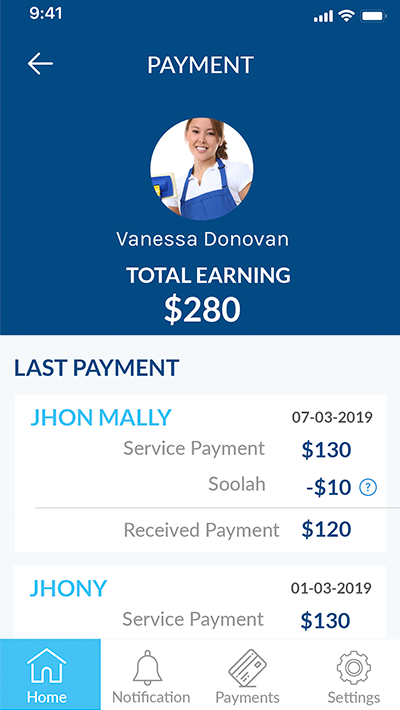 9:41
PAYMENT
Vanessa Donovan
TOTAL EARNING
$280
LAST PAYMENT
JHON MALLY 07-03-2019
Service Payment $130
Soolah -$10 ?
Received Payment $120
JHONY 01-03-2019
Service Payment $130
Home Notification Payments Settings